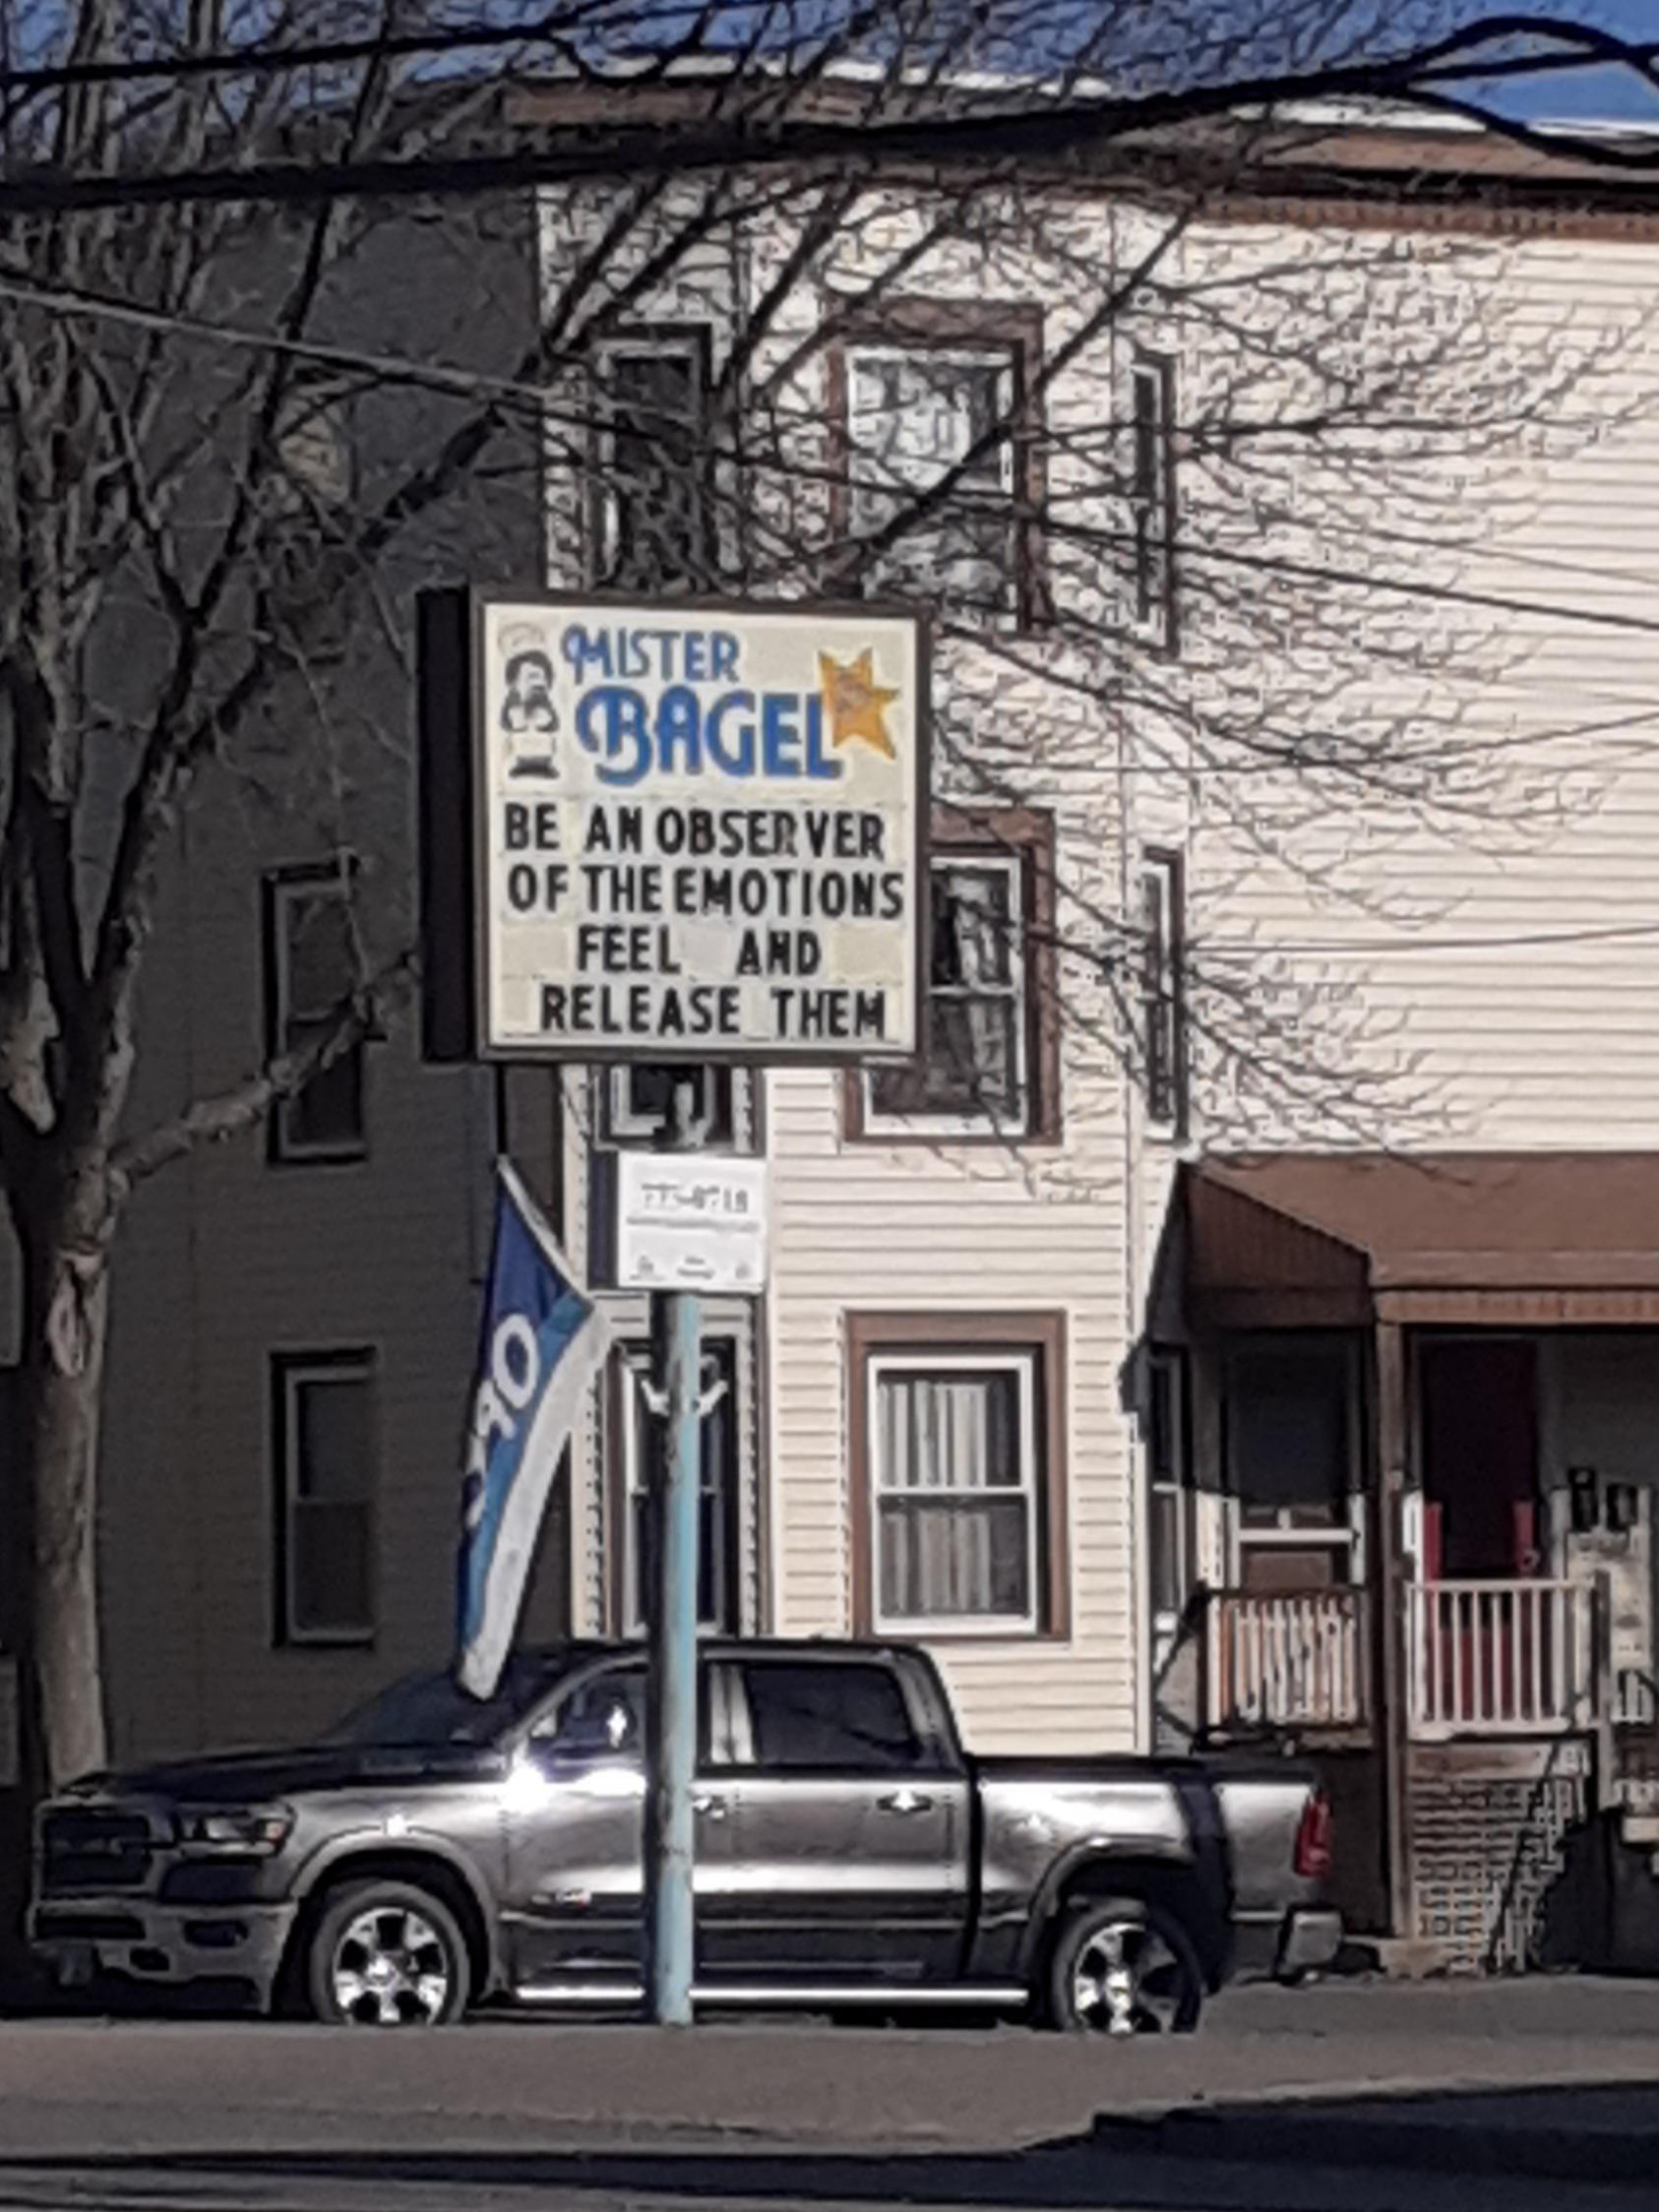 MISTER
BAGEL
BE AN OBSERVER
OF THE EMOTIONS
FEEL AND
RELEASE THEM